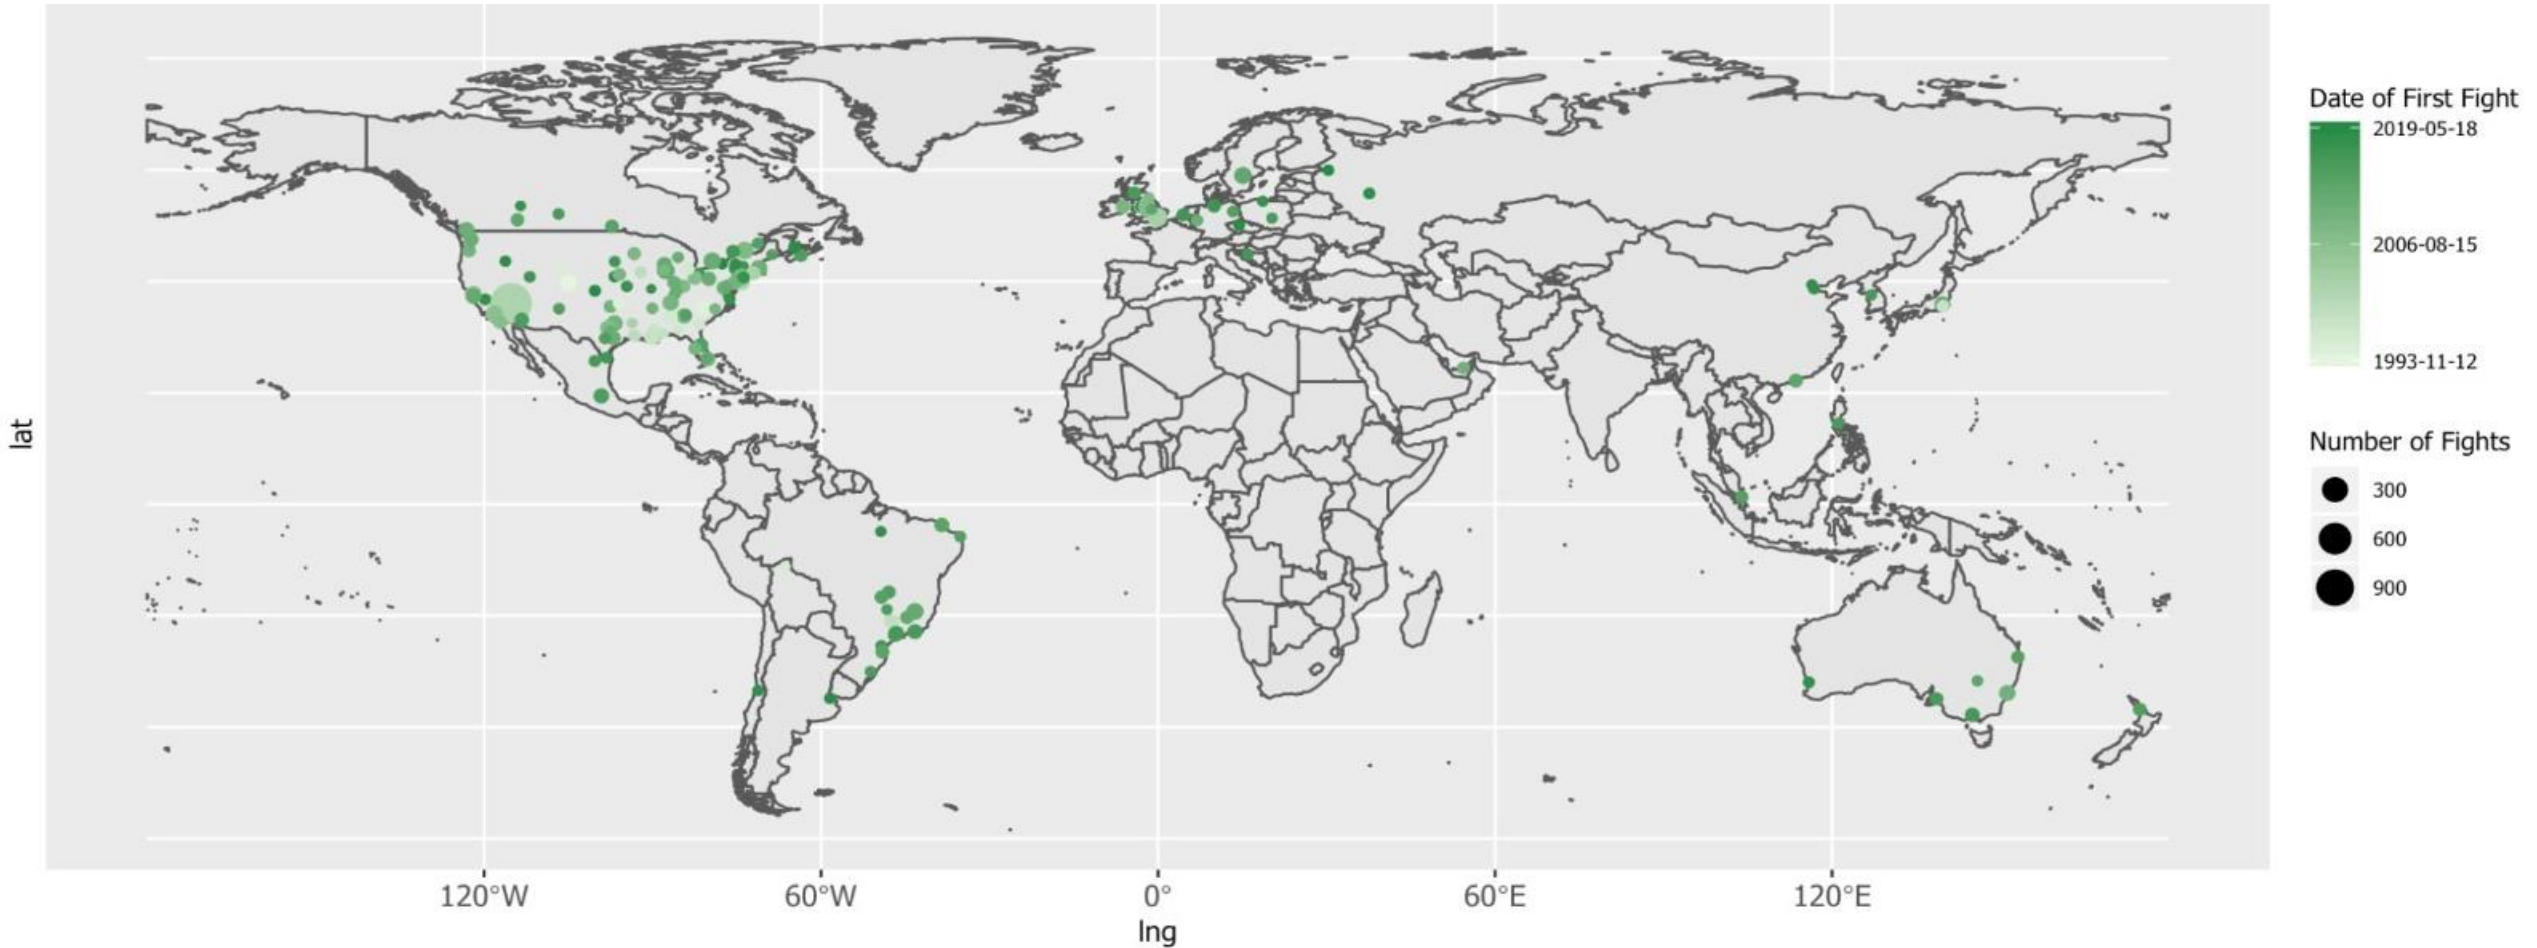 Date of First Fight
2019-05-18
2006-08-15
1993-11-12
Number of Fights
300
600
900
lat
120°W
60°W
0°
60°E
120°E
lng